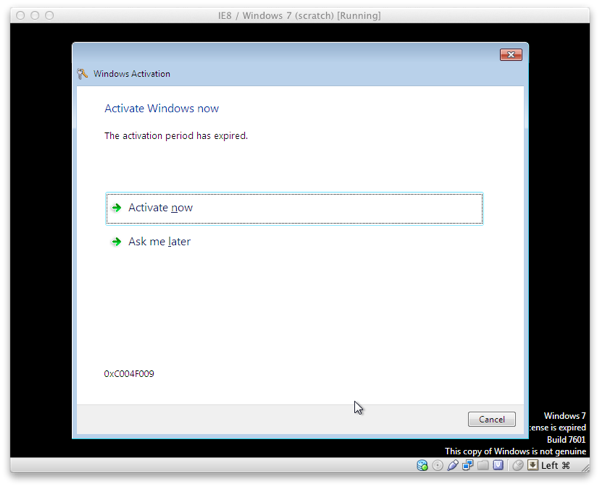 IE8 / Windows 7 (scratch) [Running]
Windows Activation
Activate Windows now
The activation period has expired.
Activate now
Ask me later
0xC004F009
Cancel
Windows 7
cense is expired
Build 7601
This copy of Windows is not genuine
Left ⌘